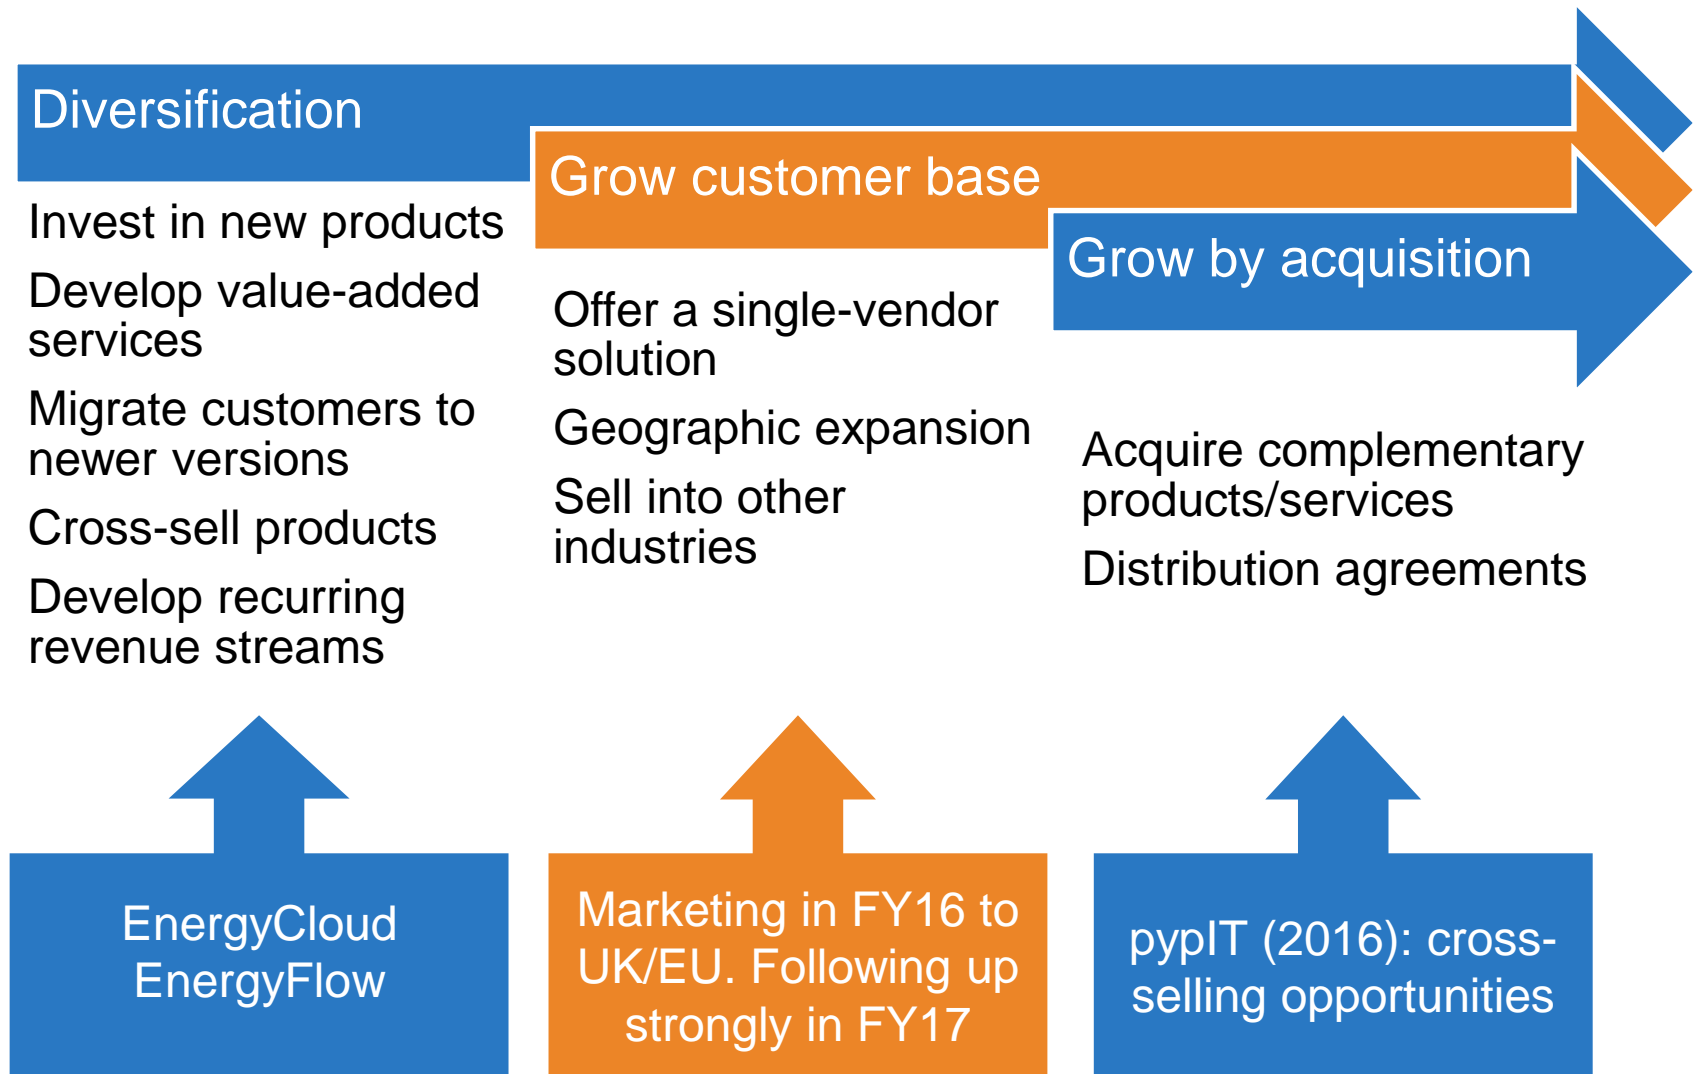 Diversification
Invest in new products
Develop value-added
services
Migrate customers to
newer versions
Cross-sell products
Develop recurring
revenue streams
Grow customer base
Offer a single-vendor
solution
Geographic expansion
Sell into other
industries
Grow by acquisition
Acquire complementary
products/services
Distribution agreements
EnergyCloud
EnergyFlow
Marketing in FY16 to
UK/EU. Following up
strongly in FY17
pypIT (2016): cross-
selling opportunities